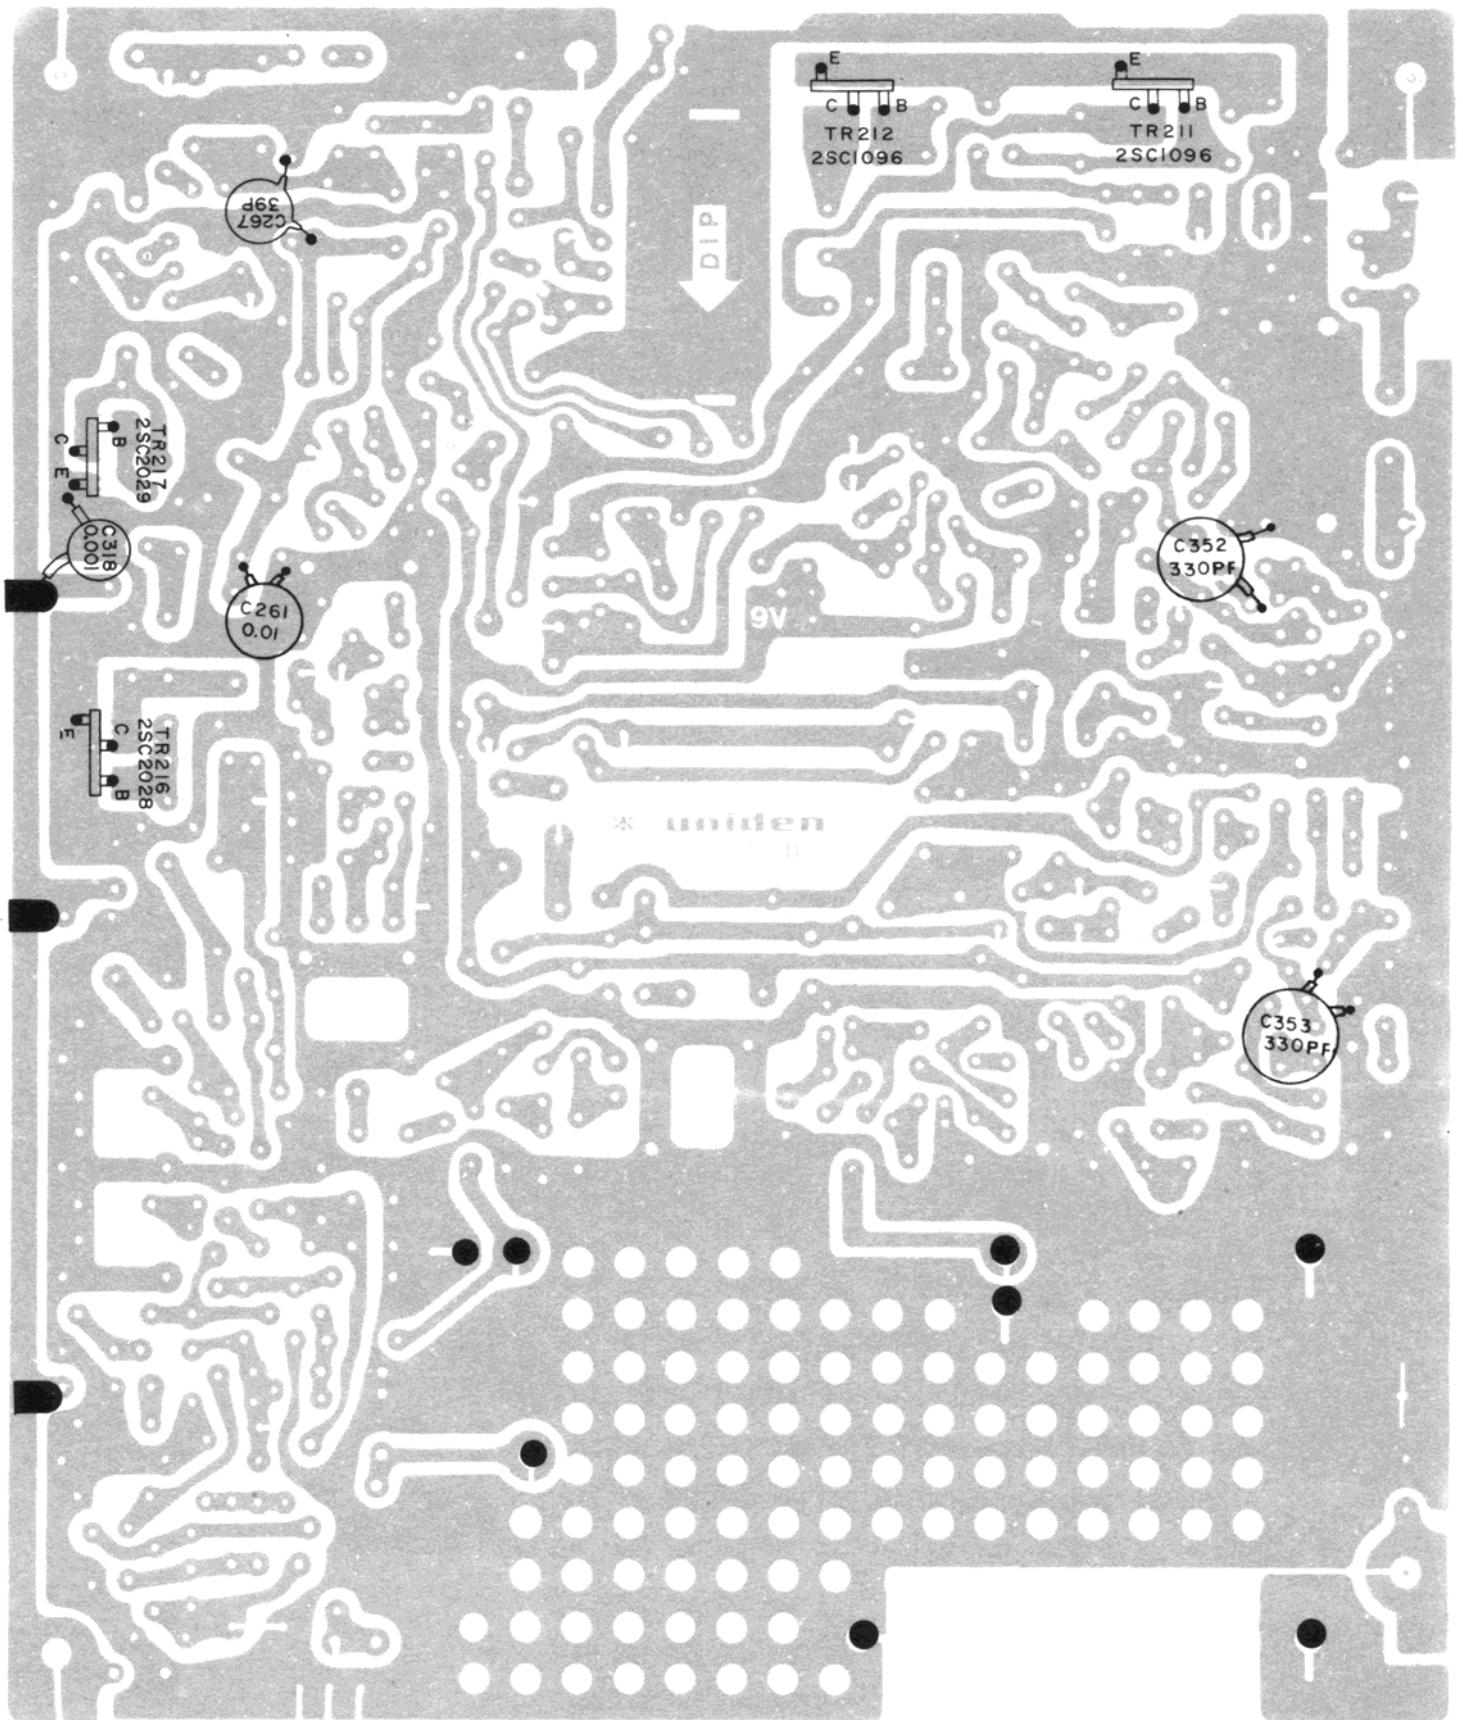 E
C
B
TR212
2SC1096
E
C
B
TR211
2SC1096
C267
39P
DIP
TR217
2SC2029
B
C
E
C318
0.001
C352
330PF
C261
0.01
9V
TR216
2SC2028
E
C
B
* uniden
B
C353
330PF